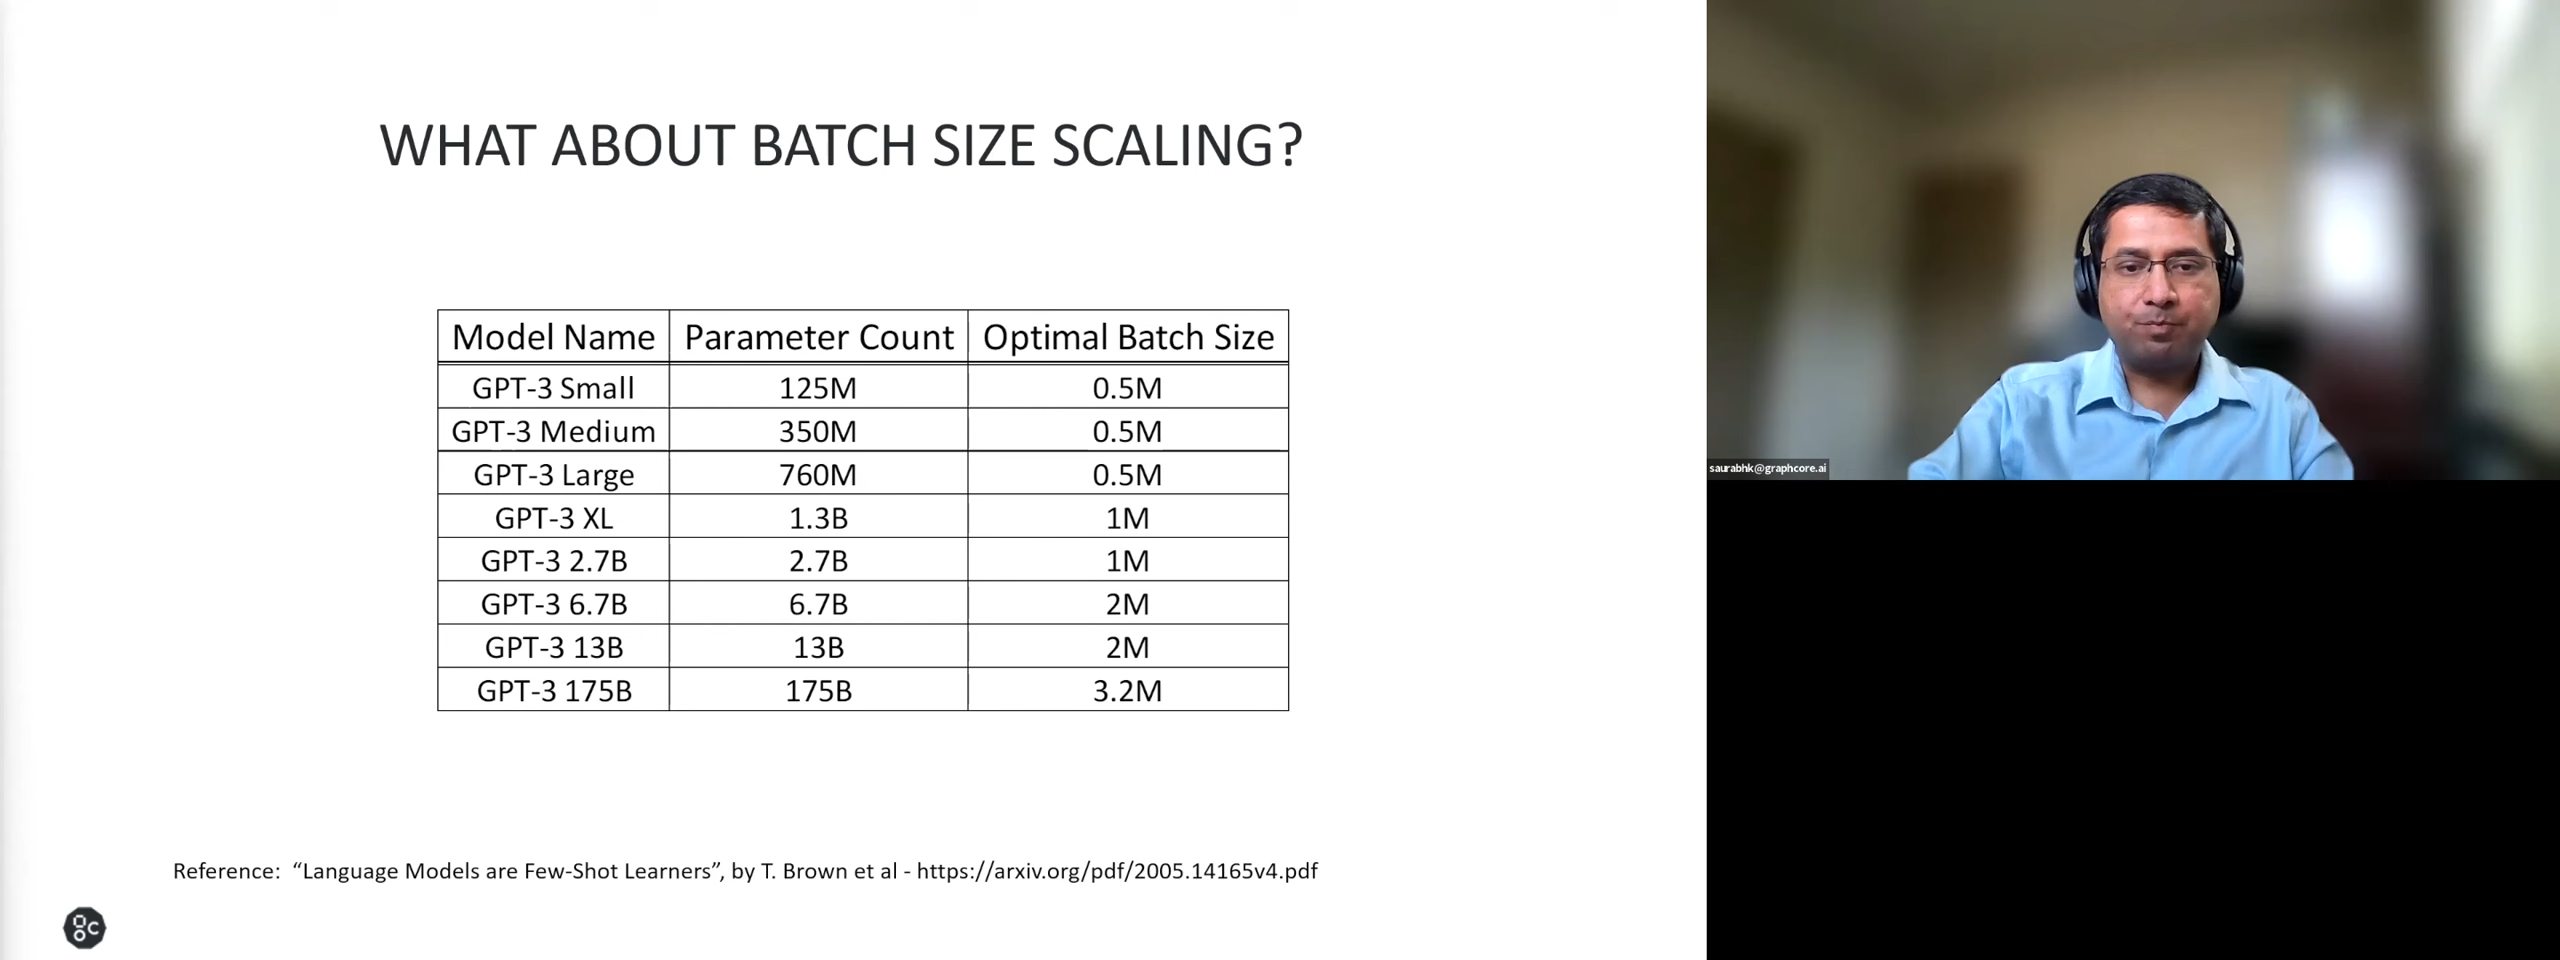 WHAT ABOUT BATCH SIZE SCALING?
Model Name Parameter Count Optimal Batch Size
GPT-3 Small 125M 0.5M
GPT-3 Medium 350M 0.5M
GPT-3 Large 760M 0.5M
GPT-3 XL 1.3B 1M
GPT-3 2.7B 2.7B 1M
GPT-3 6.7B 6.7B 2M
GPT-3 13B 13B 2M
GPT-3 175B 175B 3.2M
Reference: “Language Models are Few-Shot Learners”, by T. Brown et al - https://arxiv.org/pdf/2005.14165v4.pdf
gc
saurabhk@graphcore.ai